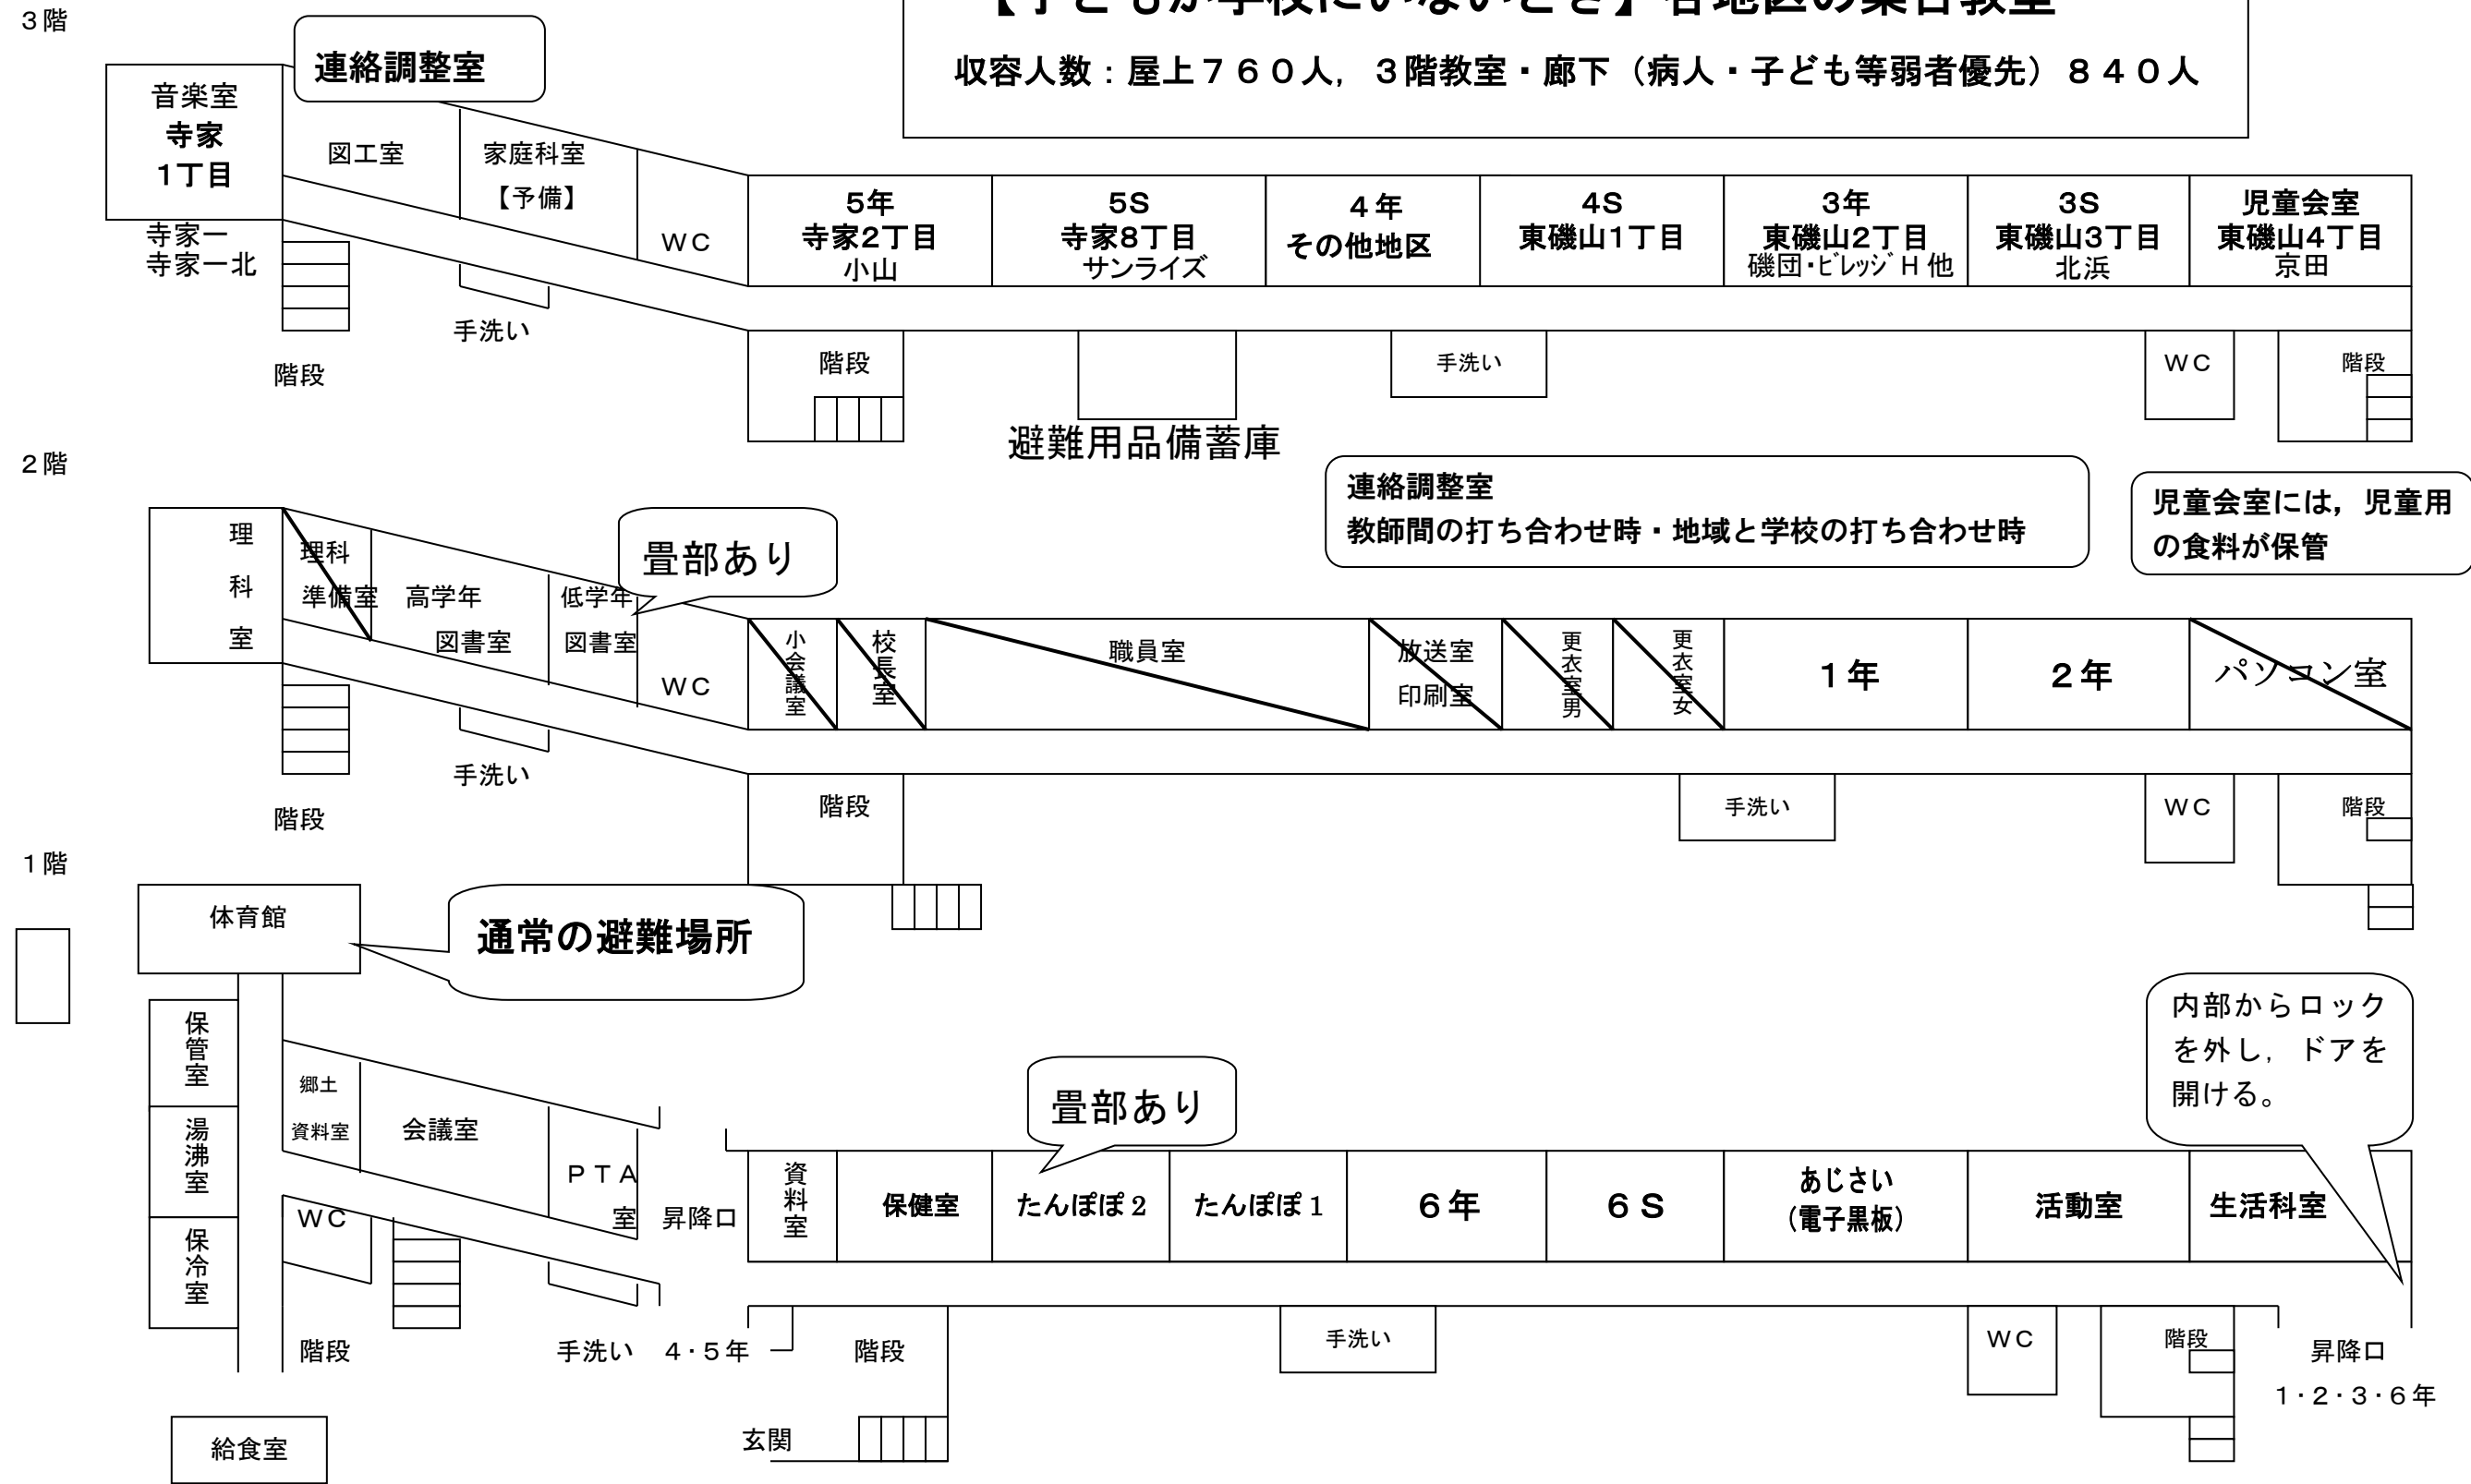 【子どもが学校にいないとき】各地区の集合教室
収容人数：屋上７６０人，３階教室・廊下（病人・子ども等弱者優先）８４０人
３階
連絡調整室
音楽室
寺家
1丁目
寺家一
寺家一北
図工室
家庭科室
【予備】
ＷＣ
5年
寺家2丁目
小山
5S
寺家8丁目
サンライズ
４年
その他地区
4S
東磯山1丁目
3年
東磯山2丁目
磯団・ﾋﾞﾚｯｼﾞＨ他
3S
東磯山3丁目
北浜
児童会室
東磯山4丁目
京田
階段
手洗い
階段
手洗い
ＷＣ
階段
避難用品備蓄庫
２階
連絡調整室
教師間の打ち合わせ時・地域と学校の打ち合わせ時
児童会室には，児童用
の食料が保管
理科室
理科
準備室
高学年
図書室
低学年
図書室
畳部あり
ＷＣ
小会議室
校長室
職員室
放送室
印刷室
更衣室男
更衣室女
１年
２年
パソコン室
階段
手洗い
階段
手洗い
ＷＣ
階段
１階
体育館
通常の避難場所
保管室
湯沸室
保冷室
郷土
資料室
会議室
ＰＴＡ
室
ＷＣ
昇降口
資料室
保健室
たんぽぽ２
畳部あり
たんぽぽ１
６年
６Ｓ
あじさい
（電子黒板）
活動室
生活科室
内部からロック
を外し，ドアを
開ける。
階段
手洗い
４・５年
階段
手洗い
ＷＣ
階段
昇降口
１・２・３・６年
玄関
給食室